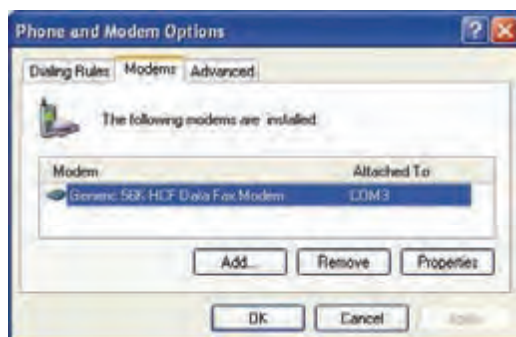 Phone and Modem Options
Dialing Rules Modems Advanced
The following modems are installed
Modem Attached To
Generic 56K HCF Data Fax Modem COM3
Add... Remove Properties
OK Cancel Apply